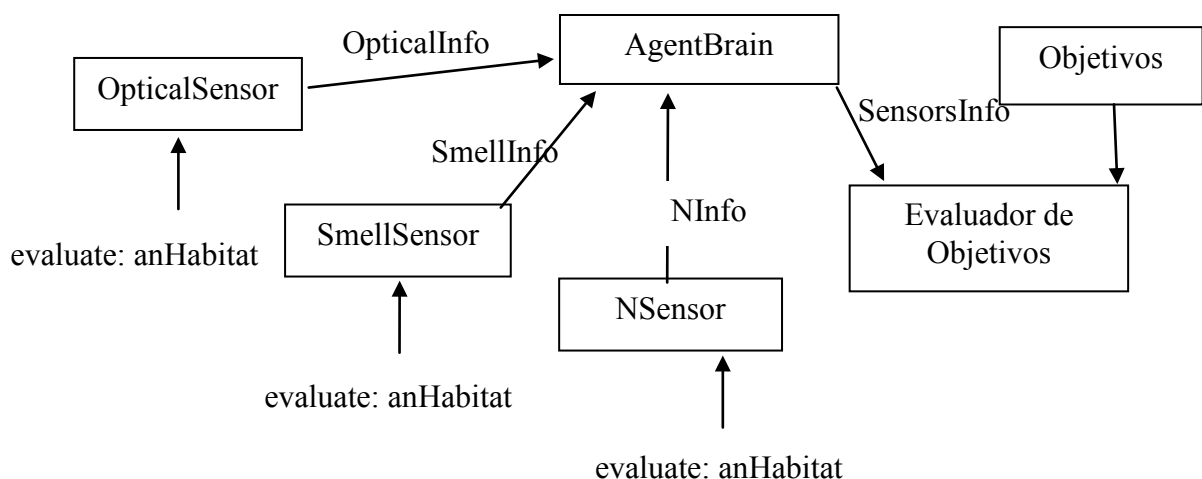 OpticalInfo
AgentBrain
Objetivos
OpticalSensor
SensorsInfo
SmellInfo
NInfo
Evaluador de
Objetivos
SmellSensor
evaluate: anHabitat
NSensor
evaluate: anHabitat
evaluate: anHabitat